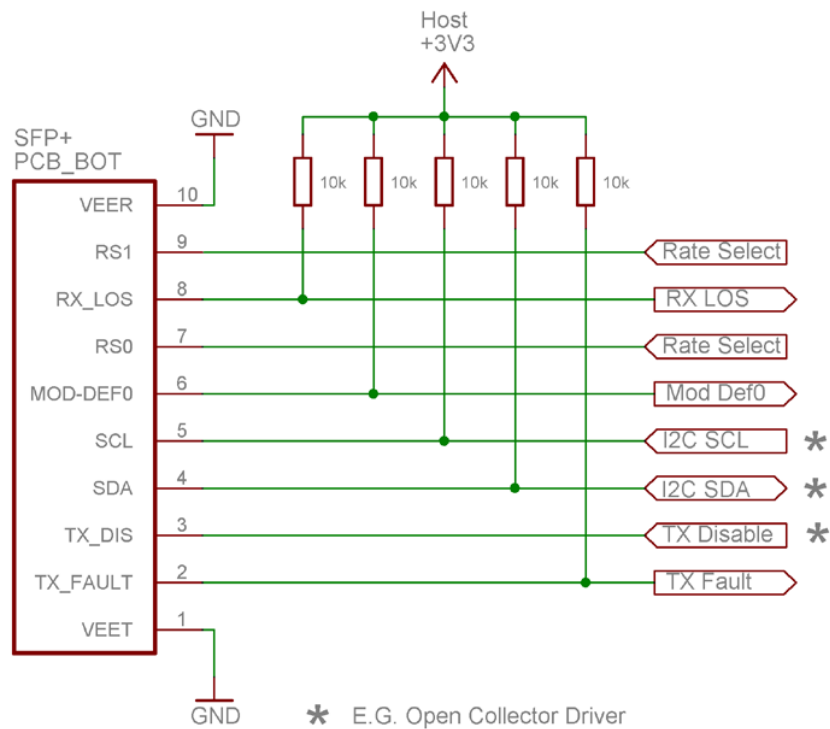 Host
+3V3
GND
SFP+
PCB_BOT
10k 10k 10k 10k 10k
VEER 10
RS1 9 Rate Select
RX_LOS 8 RX LOS
RS0 7 Rate Select
MOD-DEF0 6 Mod Def0
SCL 5 I2C SCL *
SDA 4 I2C SDA *
TX_DIS 3 TX Disable *
TX_FAULT 2 TX Fault
VEET 1
GND
* E.G. Open Collector Driver